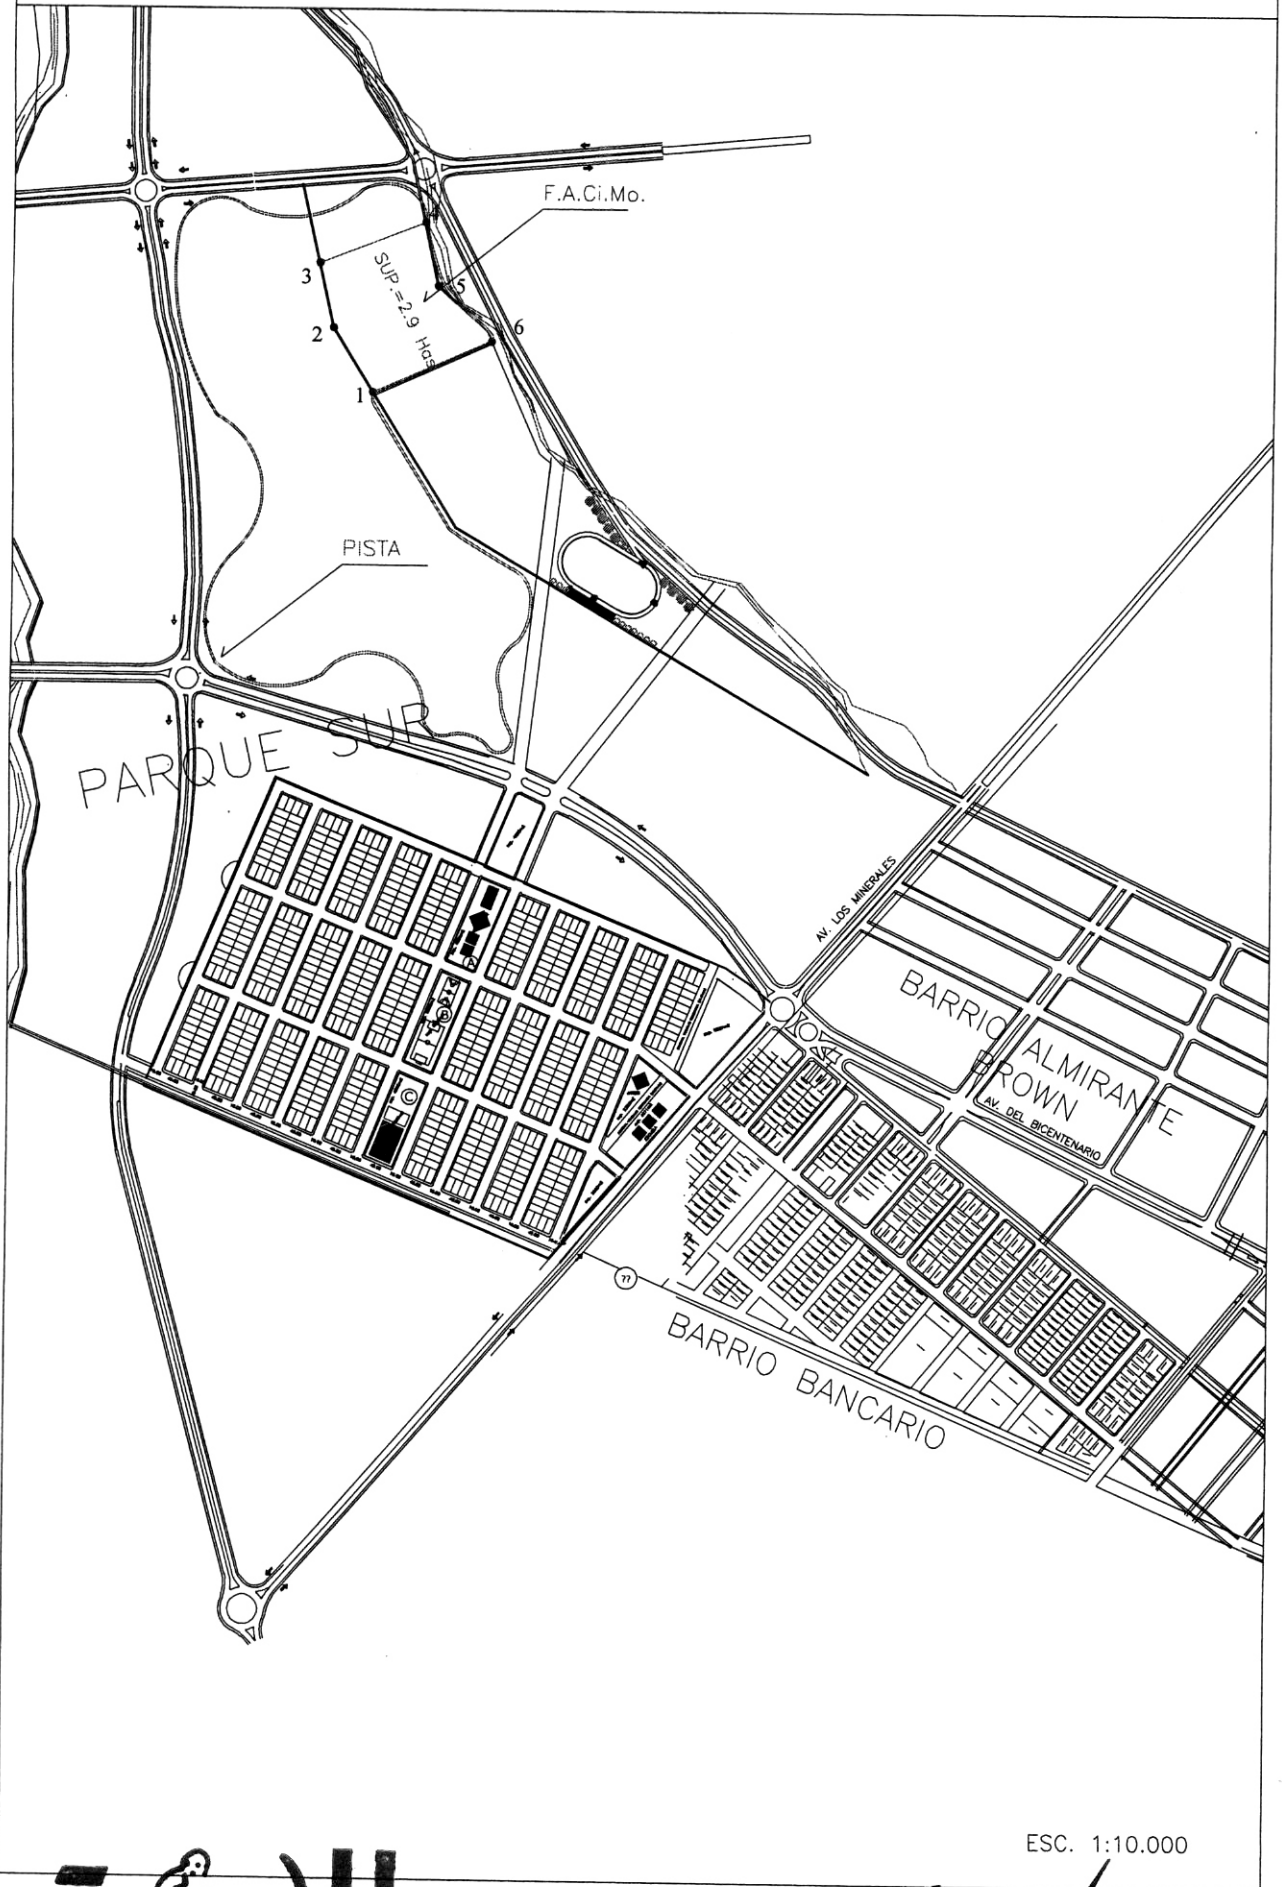 F.A.Ci.Mo.
4
3
5
SUP.=2.9 Has
2
6
1
PISTA
PARQUE SUR
AV. LOS MINERALES
A
B
C
BARRIO
ALMIRANTE
BROWN
AV. DEL BICENTENARIO
77
BARRIO BANCARIO
ESC. 1:10.000